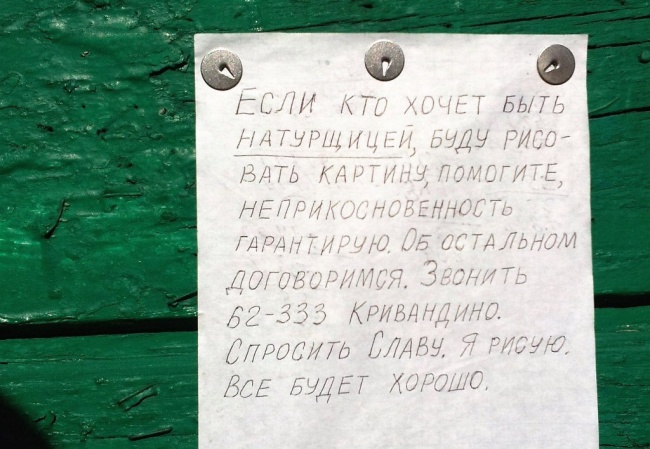 ЕСЛИ КТО ХОЧЕТ БЫТЬ
НАТУРЩИЦЕЙ, БУДУ РИСО-
ВАТЬ КАРТИНУ, ПОМОГИТЕ,
НЕПРИКОСНОВЕННОСТЬ
ГАРАНТИРУЮ. ОБ ОСТАЛЬНОМ
ДОГОВОРИМСЯ. ЗВОНИТЬ
62-333 КРИВАНДИНО.
СПРОСИТЬ СЛАВУ. Я РИСУЮ.
ВСЕ БУДЕТ ХОРОШО.